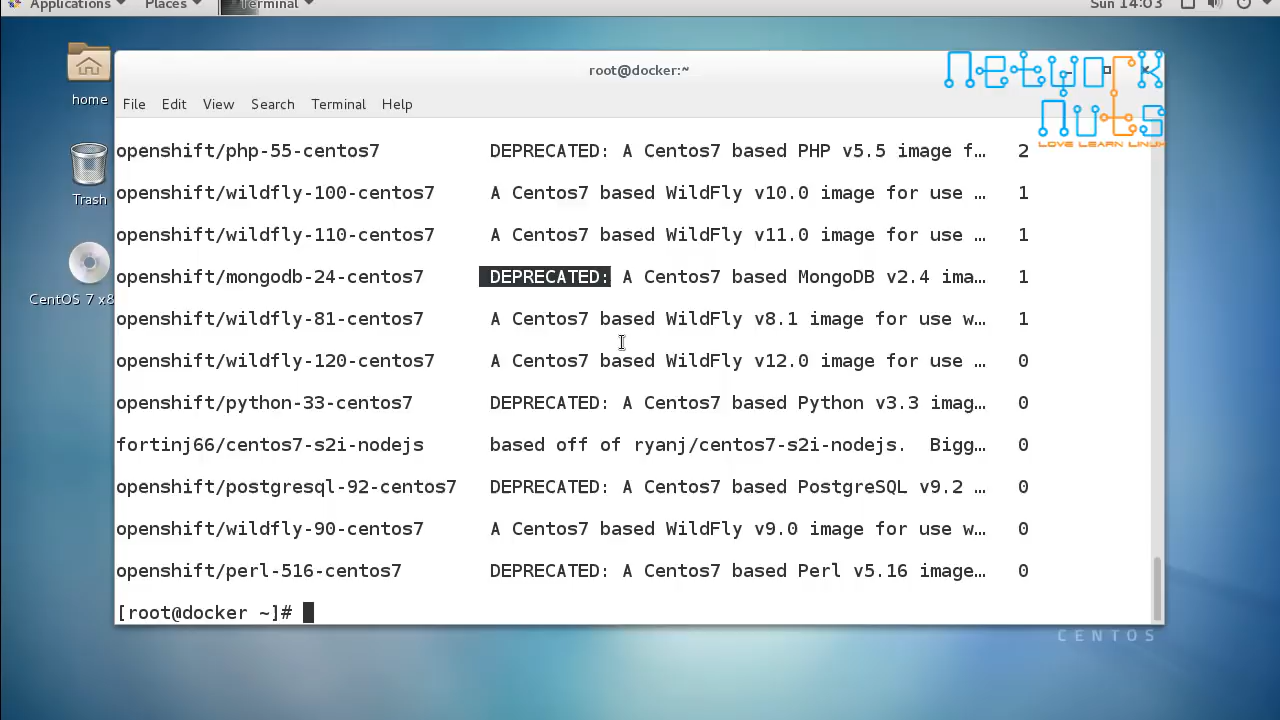 Applications Places Terminal Sun 14:03
root@docker:~
NETWORK
NUTS
LOVE LEARN LINUX
File Edit View Search Terminal Help
home
Trash
CentOS 7 x8
openshift/php-55-centos7 DEPRECATED: A Centos7 based PHP v5.5 image f… 2
openshift/wildfly-100-centos7 A Centos7 based WildFly v10.0 image for use … 1
openshift/wildfly-110-centos7 A Centos7 based WildFly v11.0 image for use … 1
openshift/mongodb-24-centos7 DEPRECATED: A Centos7 based MongoDB v2.4 ima… 1
openshift/wildfly-81-centos7 A Centos7 based WildFly v8.1 image for use w… 1
openshift/wildfly-120-centos7 A Centos7 based WildFly v12.0 image for use … 0
openshift/python-33-centos7 DEPRECATED: A Centos7 based Python v3.3 imag… 0
fortinj66/centos7-s2i-nodejs based off of ryanj/centos7-s2i-nodejs. Bigg… 0
openshift/postgresql-92-centos7 DEPRECATED: A Centos7 based PostgreSQL v9.2 … 0
openshift/wildfly-90-centos7 A Centos7 based WildFly v9.0 image for use w… 0
openshift/perl-516-centos7 DEPRECATED: A Centos7 based Perl v5.16 image… 0
[root@docker ~]#
CENTOS